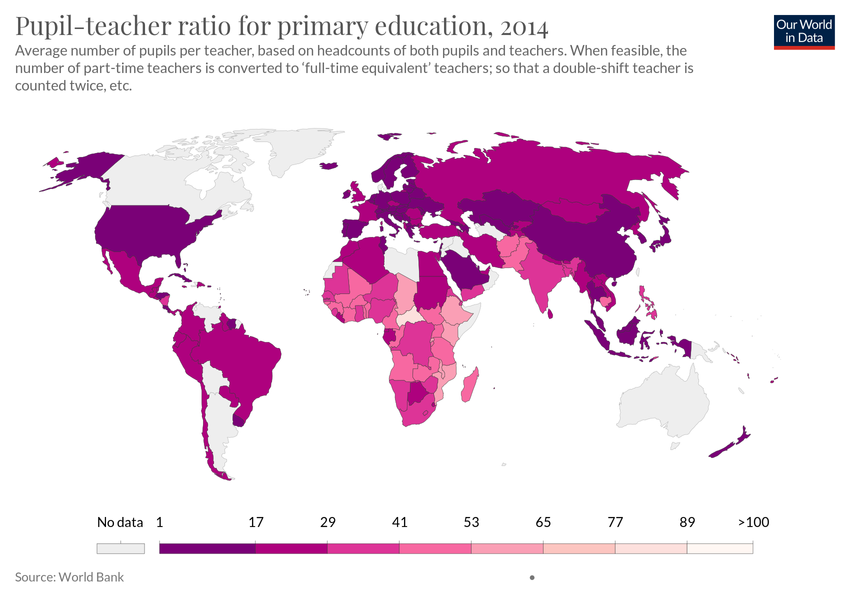 Pupil-teacher ratio for primary education, 2014
Our World
in Data
Average number of pupils per teacher, based on headcounts of both pupils and teachers. When feasible, the
number of part-time teachers is converted to ‘full-time equivalent’ teachers; so that a double-shift teacher is
counted twice, etc.
No data 1 17 29 41 53 65 77 89 >100
Source: World Bank